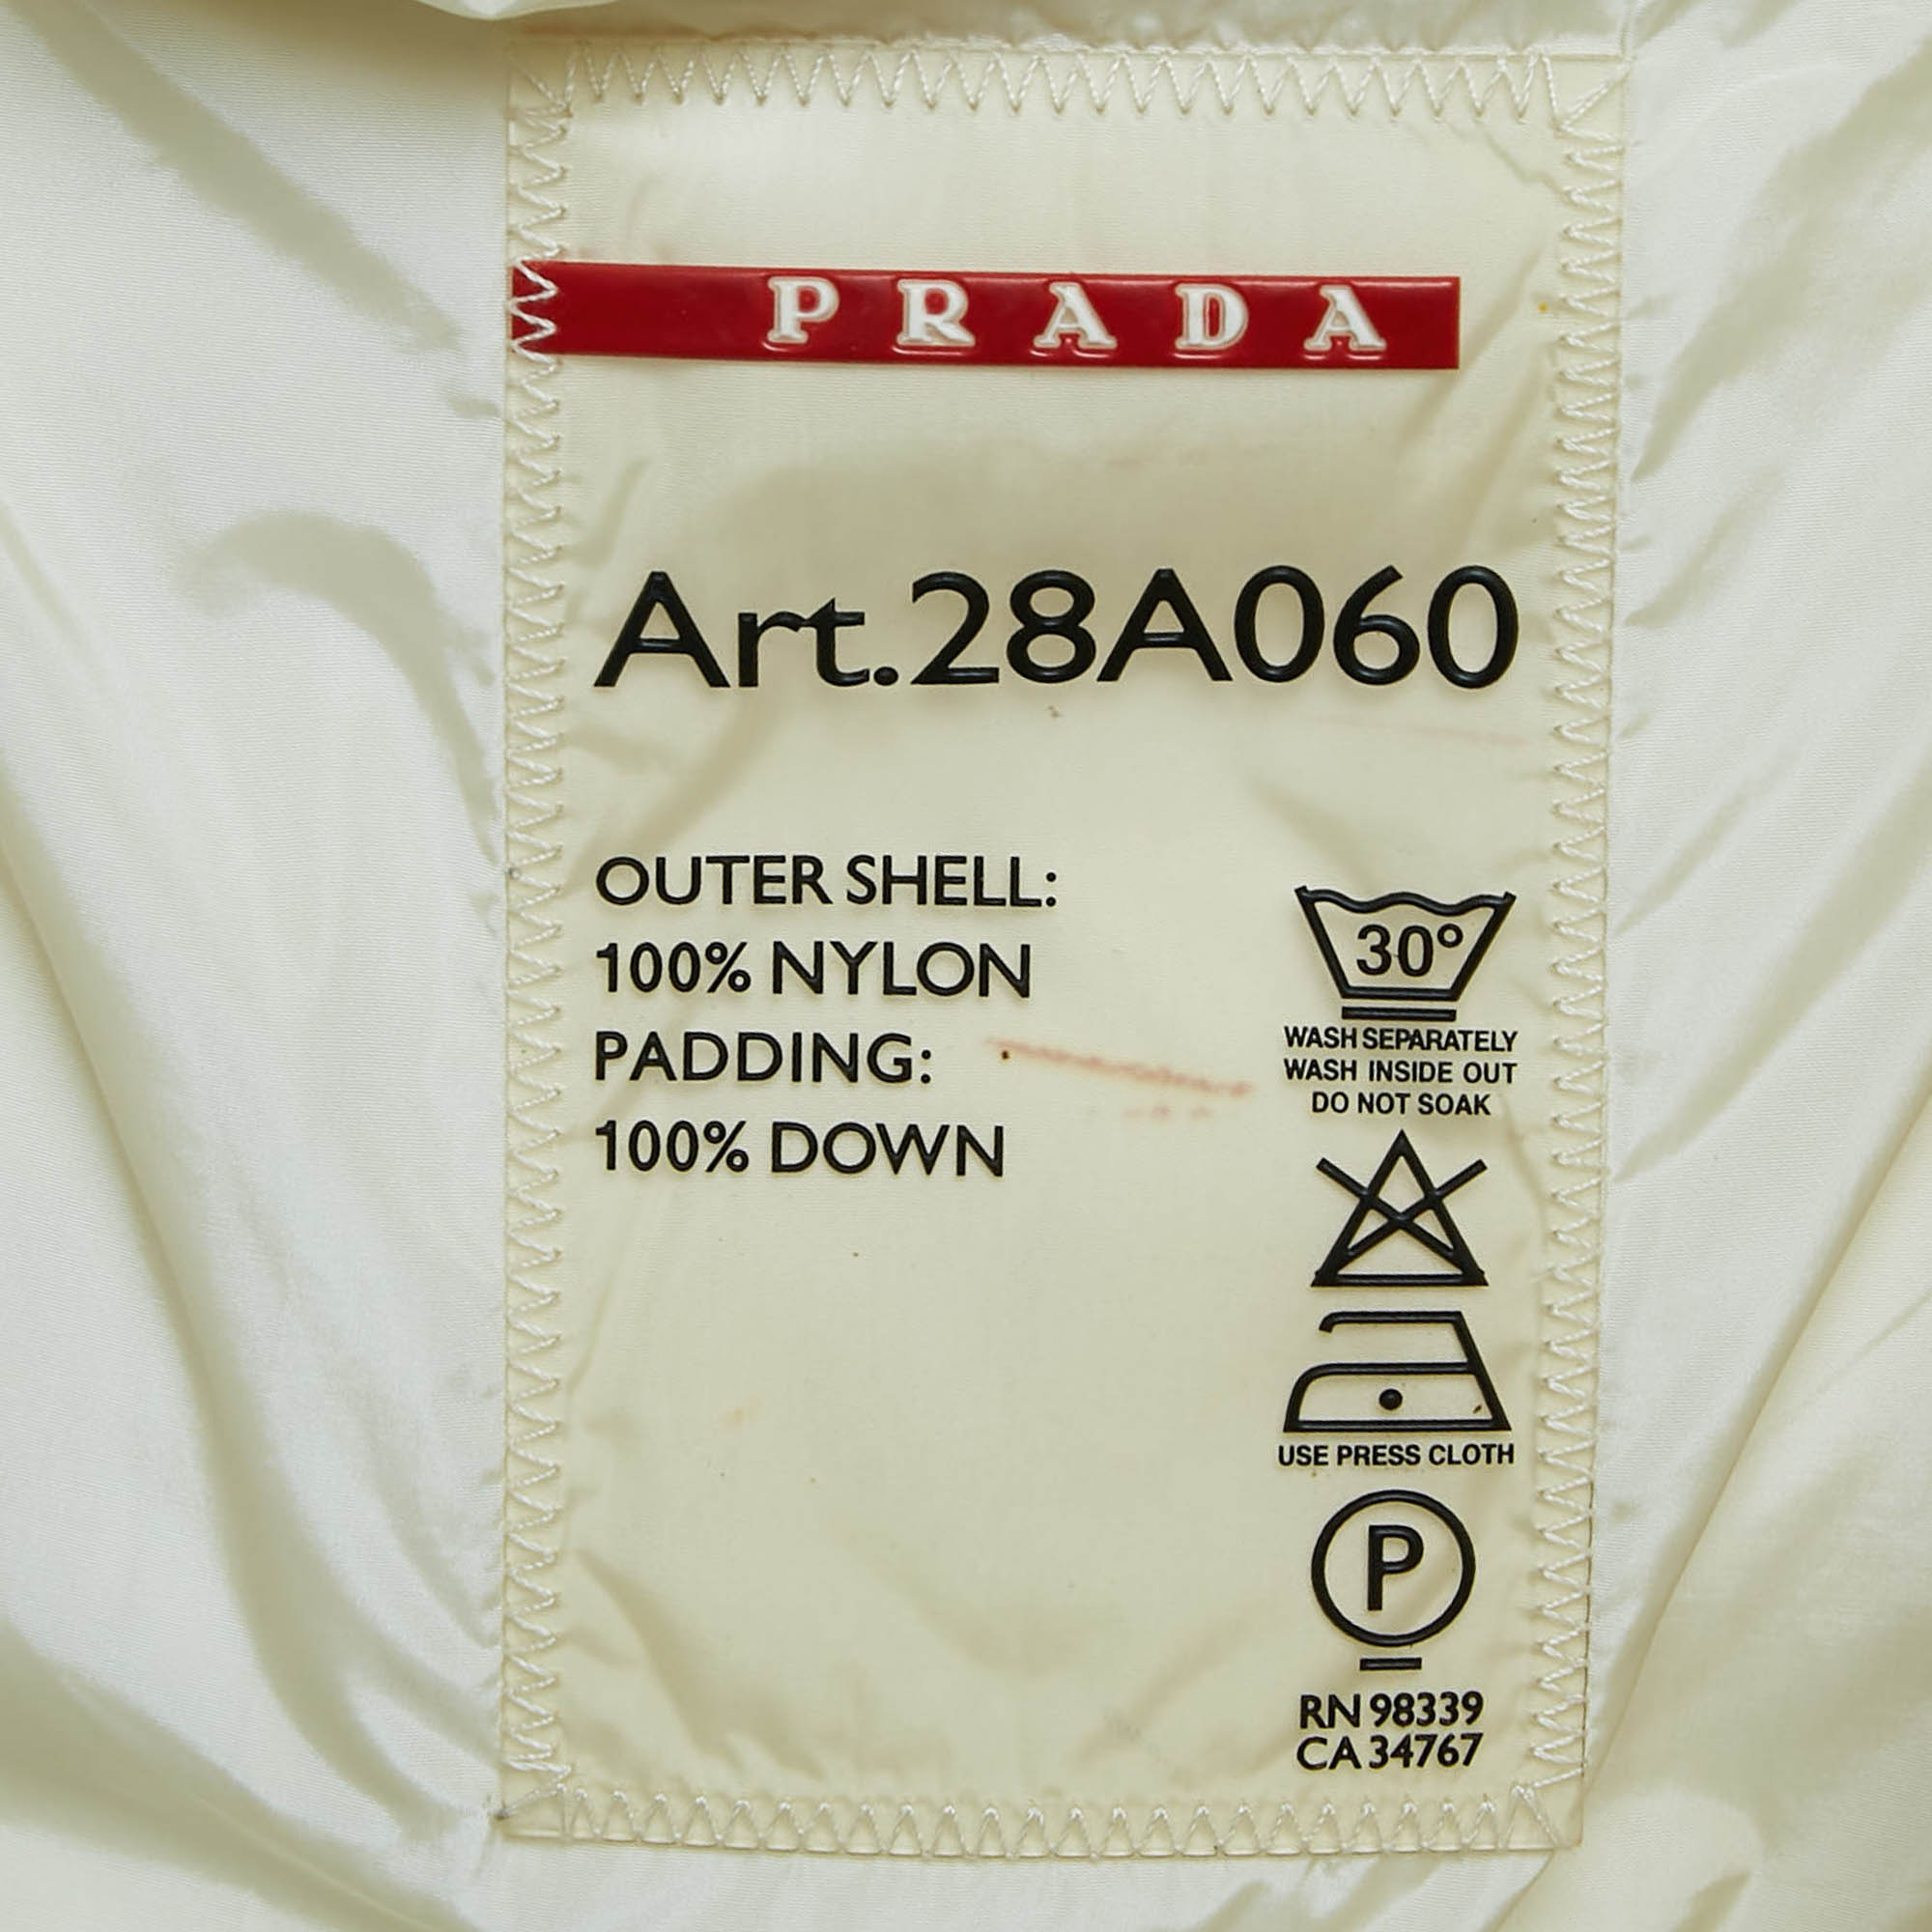 PRADA
Art.28A060
OUTER SHELL:
100% NYLON
PADDING:
100% DOWN
30°
WASH SEPARATELY
WASH INSIDE OUT
DO NOT SOAK
USE PRESS CLOTH
P
RN 98339
CA 34767